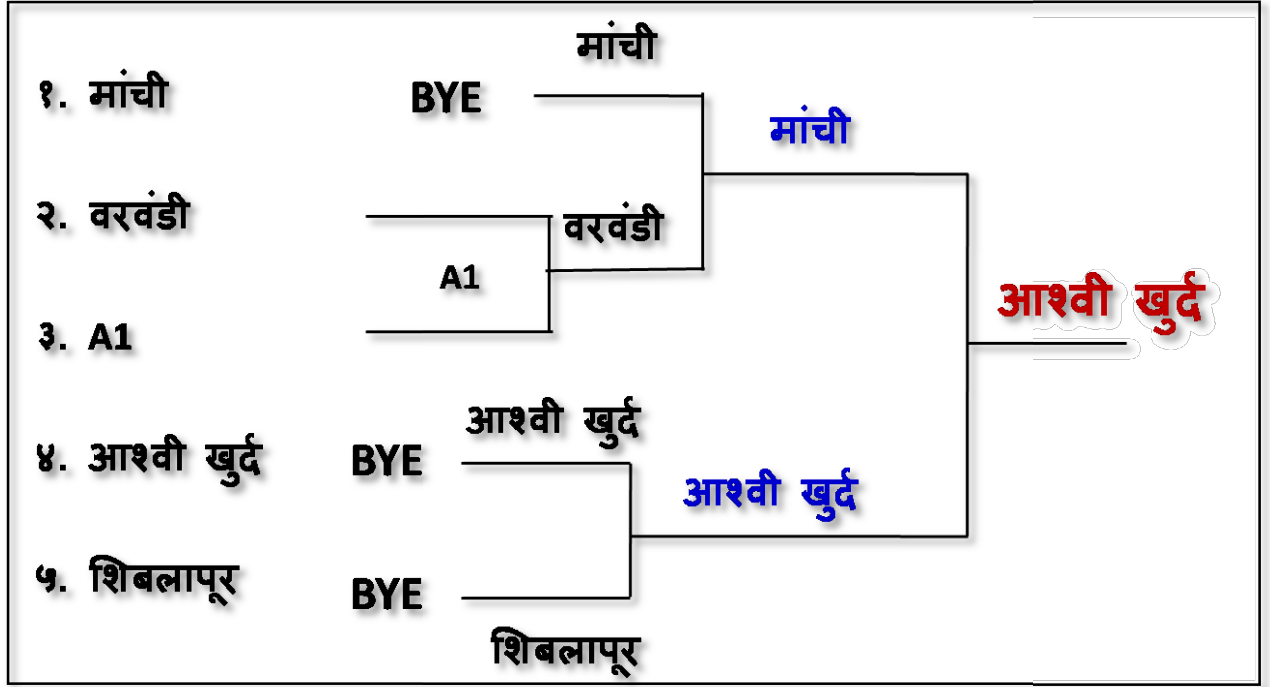 मांची
१. मांची BYE
मांची
२. वरवंडी
वरवंडी
A1
आश्वी खुर्द
३. A1
आश्वी खुर्द
४. आश्वी खुर्द BYE
आश्वी खुर्द
५. शिबलापूर BYE
शिबलापूर